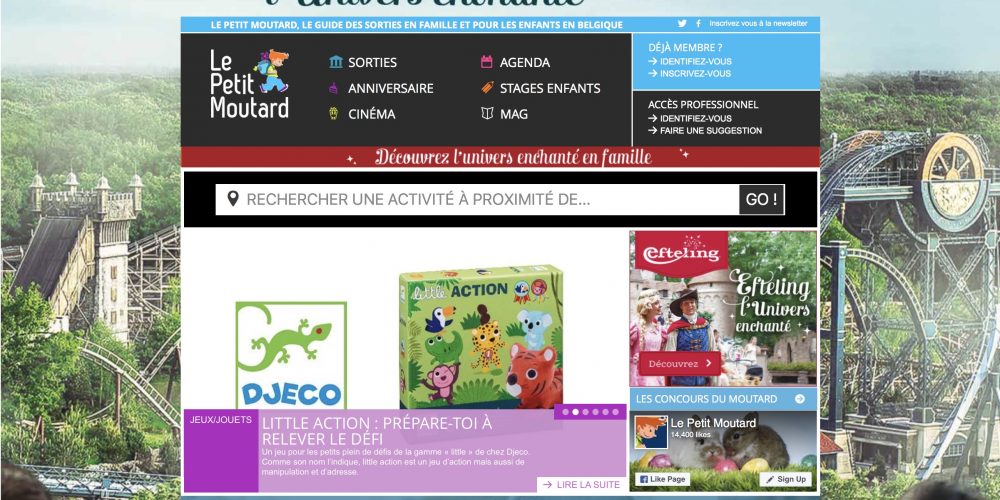 l'Univers enchanté
LE PETIT MOUTARD, LE GUIDE DES SORTIES EN FAMILLE ET POUR LES ENFANTS EN BELGIQUE
Inscrivez vous à la newsletter
Le
Petit
Moutard
SORTIES
ANNIVERSAIRE
CINÉMA
AGENDA
STAGES ENFANTS
MAG
DÉJÀ MEMBRE ?
IDENTIFIEZ-VOUS
INSCRIVEZ-VOUS
ACCÈS PROFESSIONNEL
IDENTIFIEZ-VOUS
FAIRE UNE SUGGESTION
Découvrez l'univers enchanté en famille
RECHERCHER UNE ACTIVITÉ À PROXIMITÉ DE...
GO !
DJECO
little ACTION
JEUX/JOUETS
LITTLE ACTION : PRÉPARE-TOI À
RELEVER LE DÉFI
Un jeu pour les petits plein de défis de la gamme « little » de chez Djeco.
Comme son nom l'indique, little action est un jeu d'action mais aussi de
manipulation et d'adresse.
LIRE LA SUITE
Efteling
Efteling
l'Univers
enchanté
Découvrez
LES CONCOURS DU MOUTARD
Le Petit Moutard
14,400 likes
Like Page
Sign Up